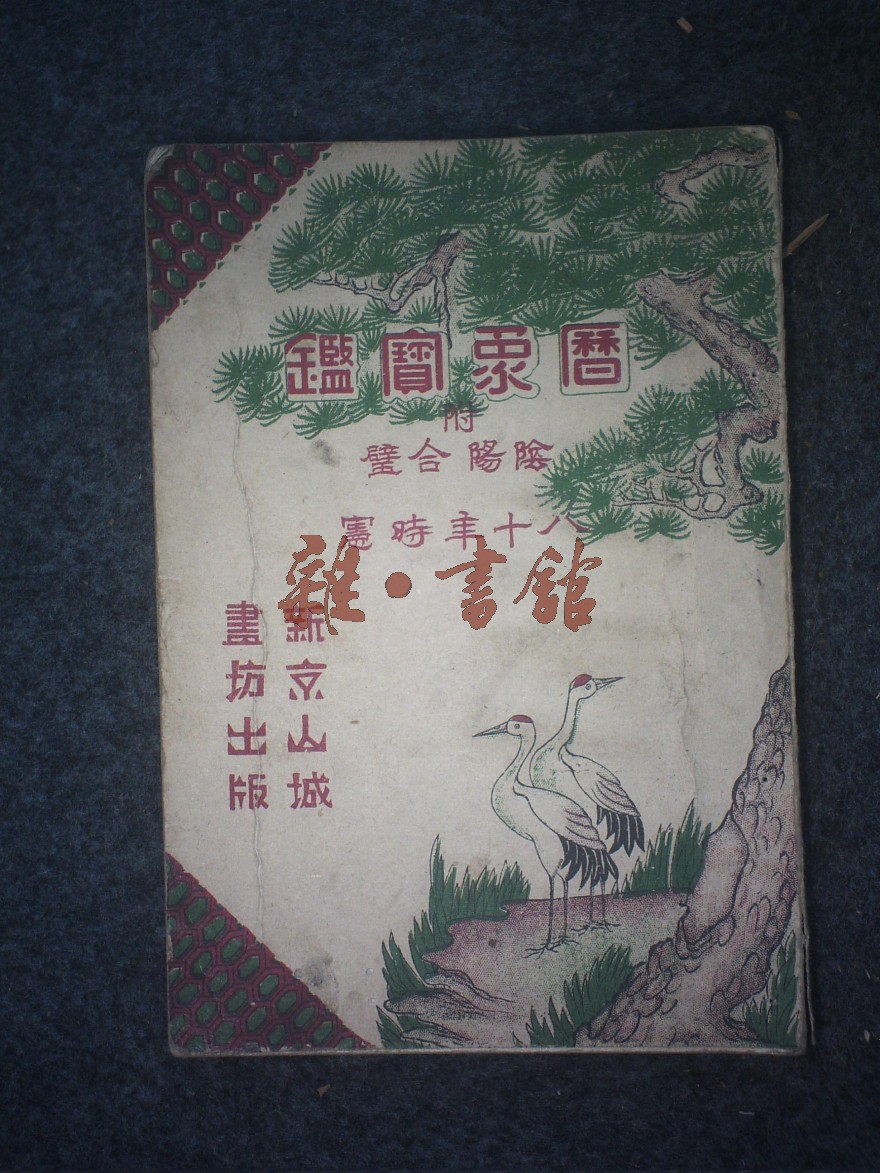 曆象寶鑑
附
陰陽合璧
八十年時憲
雜·書館
新京山城
畫坊出版